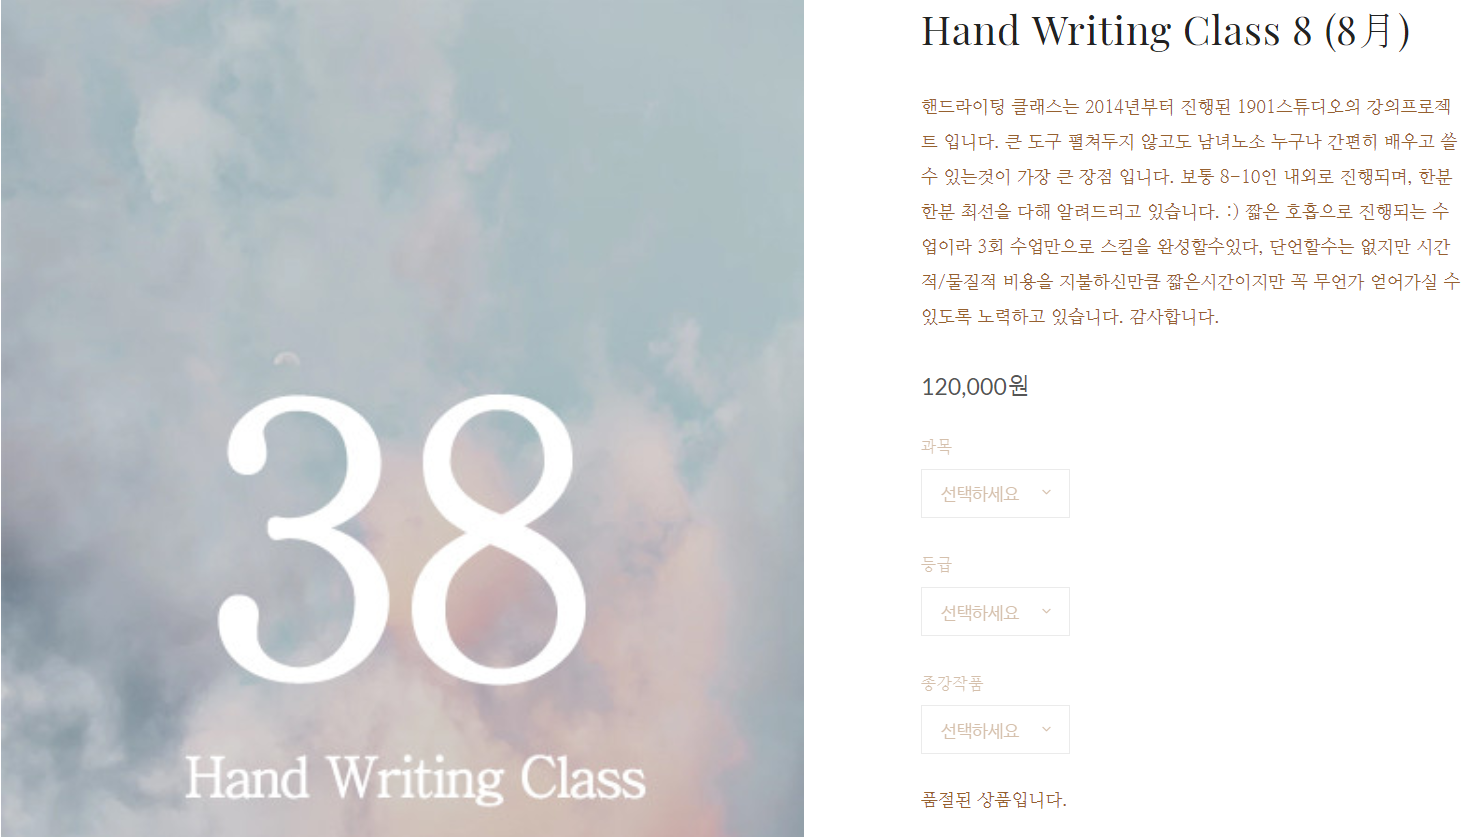 38
Hand Writing Class
Hand Writing Class 8 (8月)
핸드라이팅 클래스는 2014년부터 진행된 1901스튜디오의 강의프로젝
트 입니다. 큰 도구 펼쳐두지 않고도 남녀노소 누구나 간편히 배우고 쓸
수 있는것이 가장 큰 장점 입니다. 보통 8-10인 내외로 진행되며, 한분
한분 최선을 다해 알려드리고 있습니다. :) 짧은 호흡으로 진행되는 수
업이라 3회 수업만으로 스킬을 완성할수있다, 단언할수는 없지만 시간
적/물질적 비용을 지불하신만큼 짧은시간이지만 꼭 무언가 얻어가실 수
있도록 노력하고 있습니다. 감사합니다.
120,000원
과목
선택하세요
등급
선택하세요
종강작품
선택하세요
품절된 상품입니다.